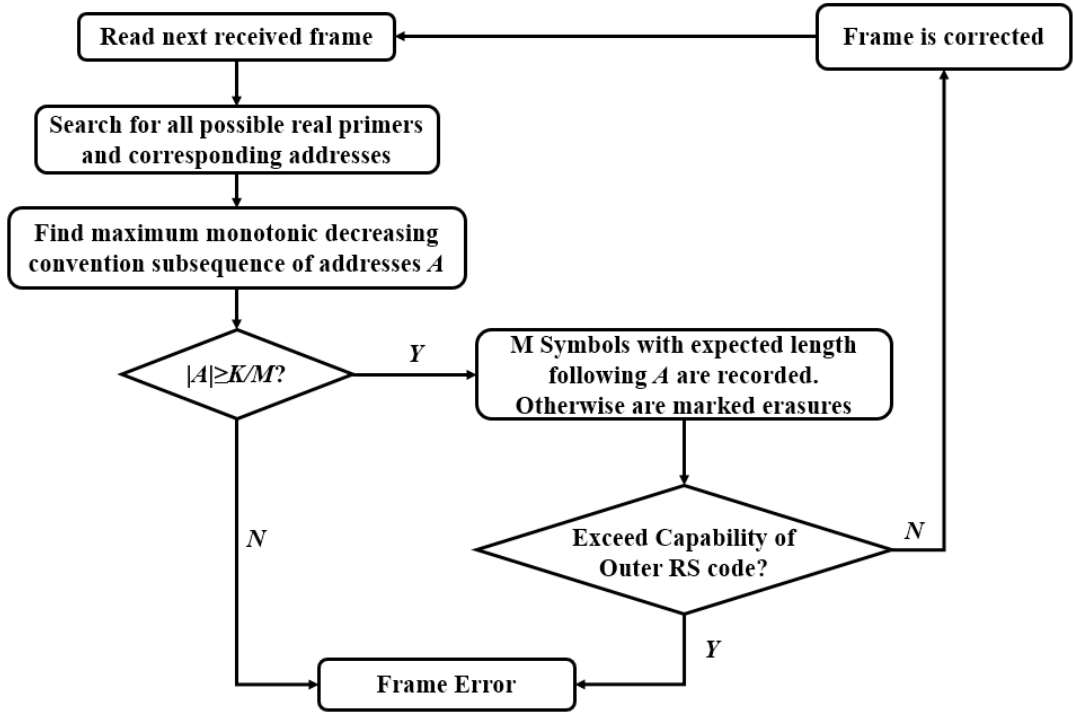 Read next received frame
Frame is corrected
Search for all possible real primers
and corresponding addresses
Find maximum monotonic decreasing
convention subsequence of addresses A
|A|≥K/M?
Y
M Symbols with expected length
following A are recorded.
Otherwise are marked erasures
N
Exceed Capability of
Outer RS code?
N
Y
Frame Error